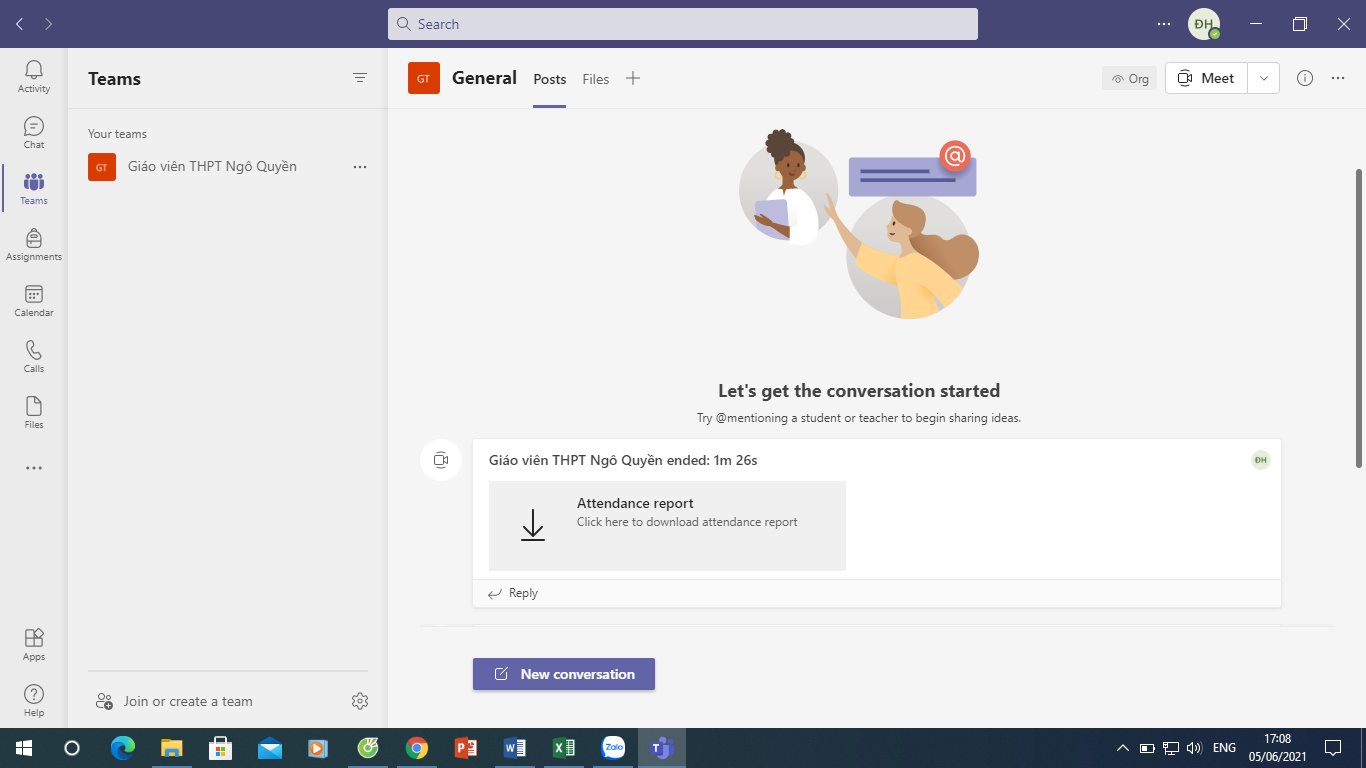 Search
ĐH
Activity
Chat
Teams
Assignments
Calendar
Calls
Files
Apps
Help
Teams
Your teams
GT
Giáo viên THPT Ngô Quyền
Join or create a team
GT
General
Posts
Files
Org
Meet
@
Let's get the conversation started
Try @mentioning a student or teacher to begin sharing ideas.
Giáo viên THPT Ngô Quyền ended: 1m 26s
ĐH
Attendance report
Click here to download attendance report
Reply
New conversation
Zalo
ENG
17:08
05/06/2021